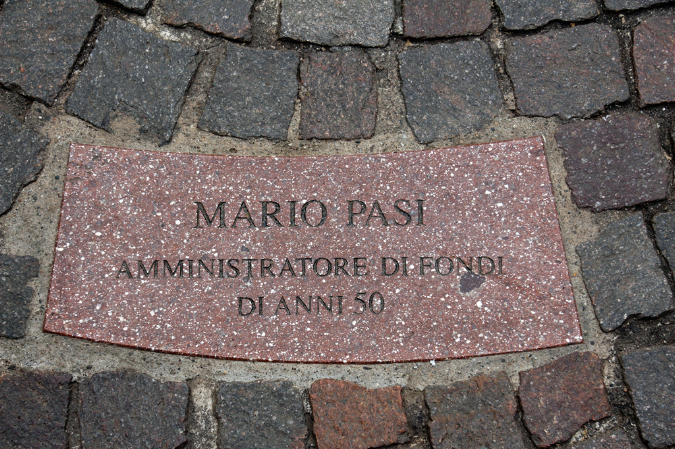 MARIO PASI
AMMINISTRATORE DI FONDI
DI ANNI 50